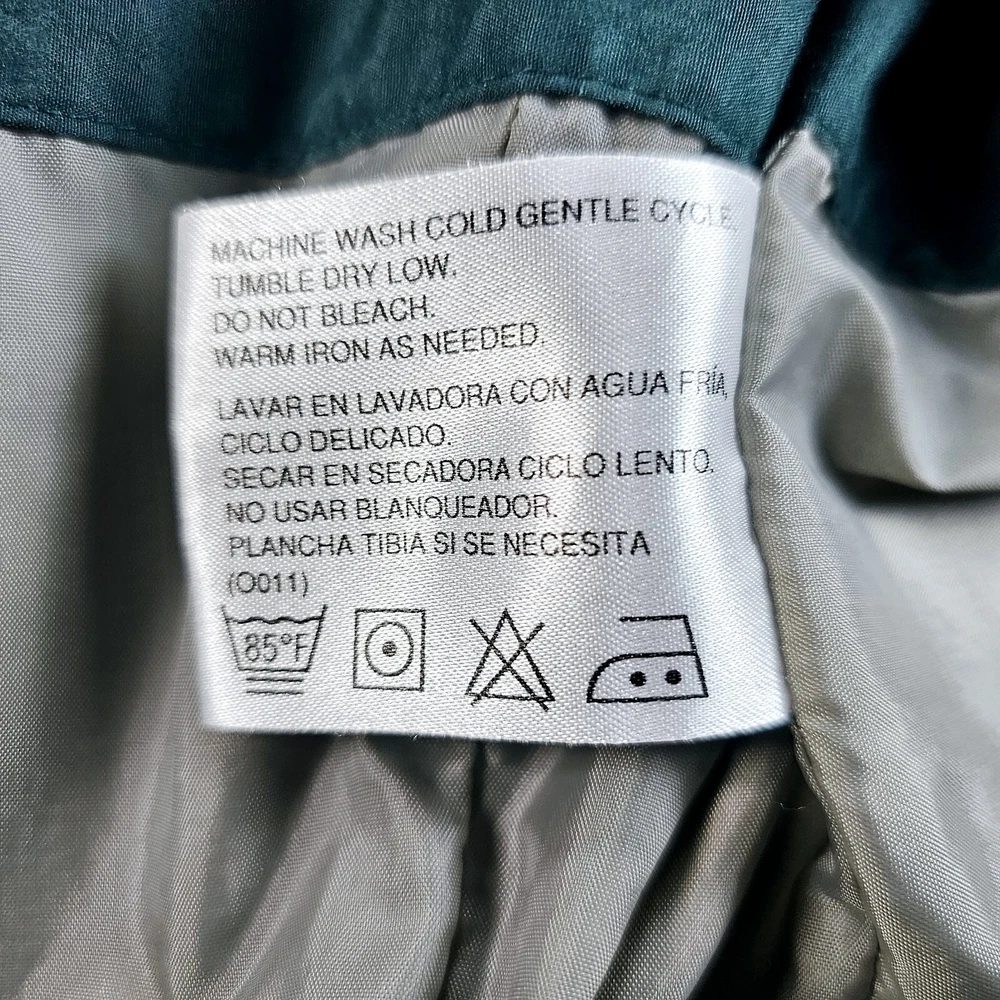 MACHINE WASH COLD GENTLE CYCLE.
TUMBLE DRY LOW.
DO NOT BLEACH.
WARM IRON AS NEEDED.
LAVAR EN LAVADORA CON AGUA FRÍA,
CICLO DELICADO.
SECAR EN SECADORA CICLO LENTO.
NO USAR BLANQUEADOR.
PLANCHA TIBIA SI SE NECESITA
(O011)
85°F